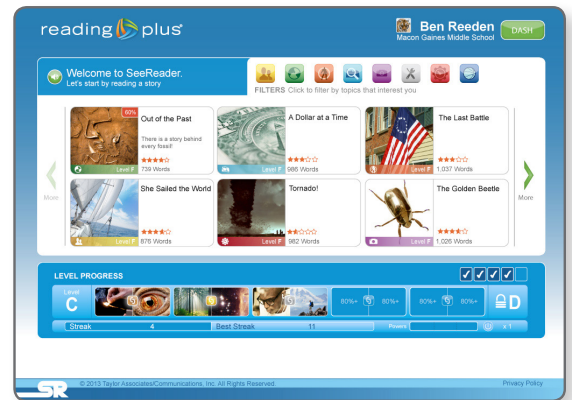 reading plus®
Ben Reeden
Macon Gaines Middle School
DASH
Welcome to SeeReader.
Let's start by reading a story
FILTERS Click to filter by topics that interest you
60%
Out of the Past
There is a story behind
every fossil!
Level F
739 Words
A Dollar at a Time
Level F
986 Words
The Last Battle
Level F
1,037 Words
More
More
She Sailed the World
Level F
876 Words
Tornado!
Level F
982 Words
The Golden Beetle
Level F
1,026 Words
LEVEL PROGRESS
Level
C
80%+ 80%+
80%+ 80%+
D
Streak 4 Best Streak 11 Powers x 1
SR
© 2013 Taylor Associates/Communications, Inc. All Rights Reserved.
Privacy Policy